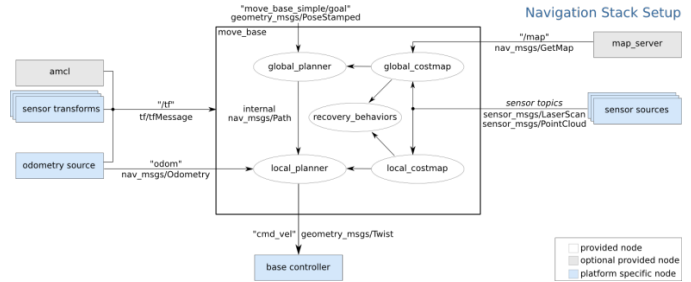 Navigation Stack Setup
"move_base_simple/goal"
geometry_msgs/PoseStamped
move_base
"/map"
nav_msgs/GetMap
map_server
global_planner
global_costmap
amcl
sensor transforms
"/tf"
tf/tfMessage
internal
nav_msgs/Path
recovery_behaviors
sensor topics
sensor_msgs/LaserScan
sensor_msgs/PointCloud
sensor sources
odometry source
"odom"
nav_msgs/Odometry
local_planner
local_costmap
"cmd_vel" geometry_msgs/Twist
base controller
provided node
optional provided node
platform specific node